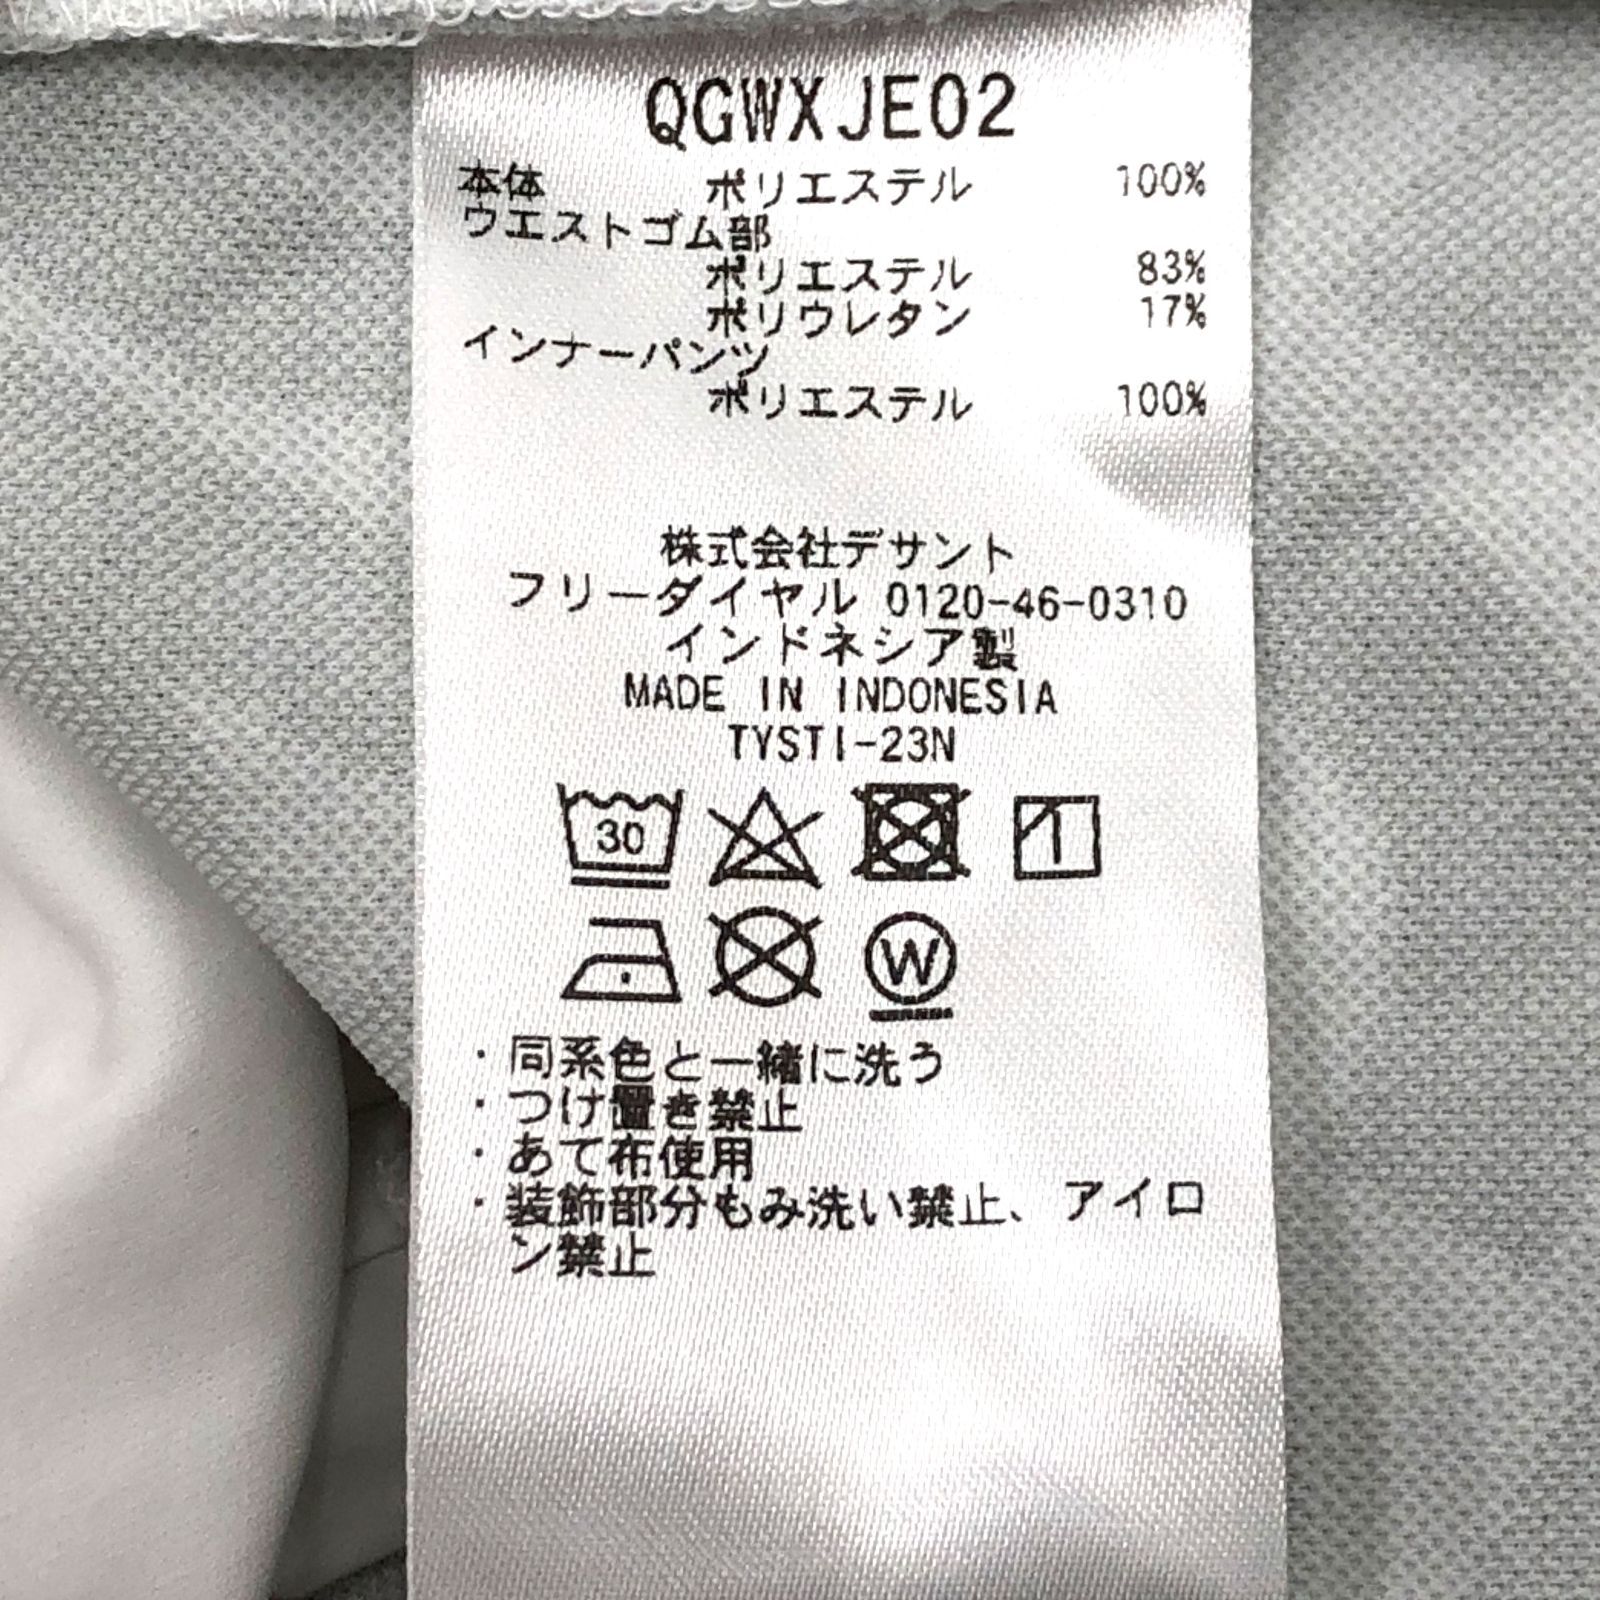 QGWXJE02
本体 ポリエステル 100%
ウエストゴム部
ポリエステル 83%
ポリウレタン 17%
インナーパンツ
ポリエステル 100%
株式会社デサント
フリーダイヤル 0120-46-0310
インドネシア製
MADE IN INDONESIA
TYSTI-23N
30
W
・同系色と一緒に洗う
・つけ置き禁止
・あて布使用
・装飾部分もみ洗い禁止、アイロ
ン禁止